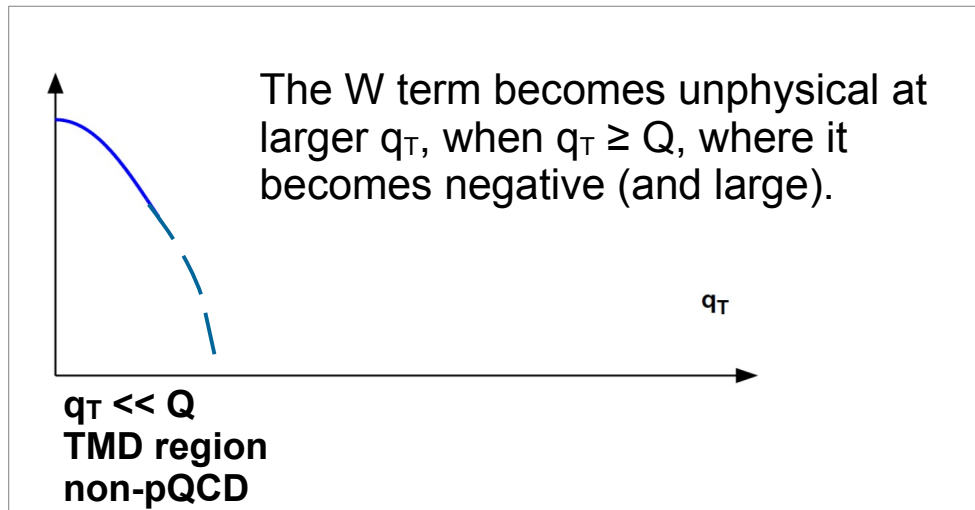 The W term becomes unphysical at
larger qT, when qT ≥ Q, where it
becomes negative (and large).
qT
qT << Q
TMD region
non-pQCD